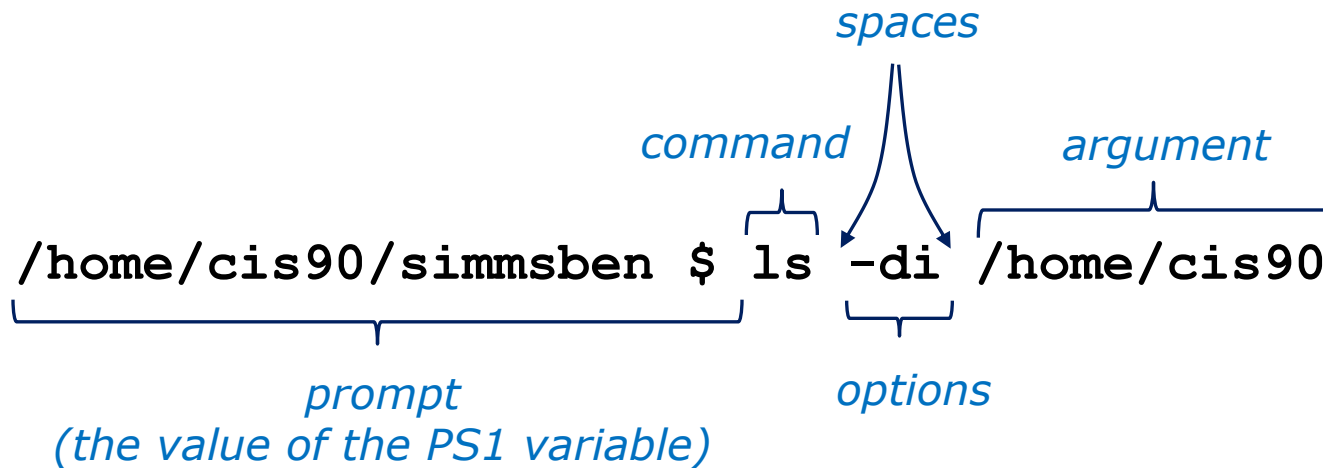 spaces
command
argument
/home/cis90/simmsben $ ls -di /home/cis90
prompt
(the value of the PS1 variable)
options